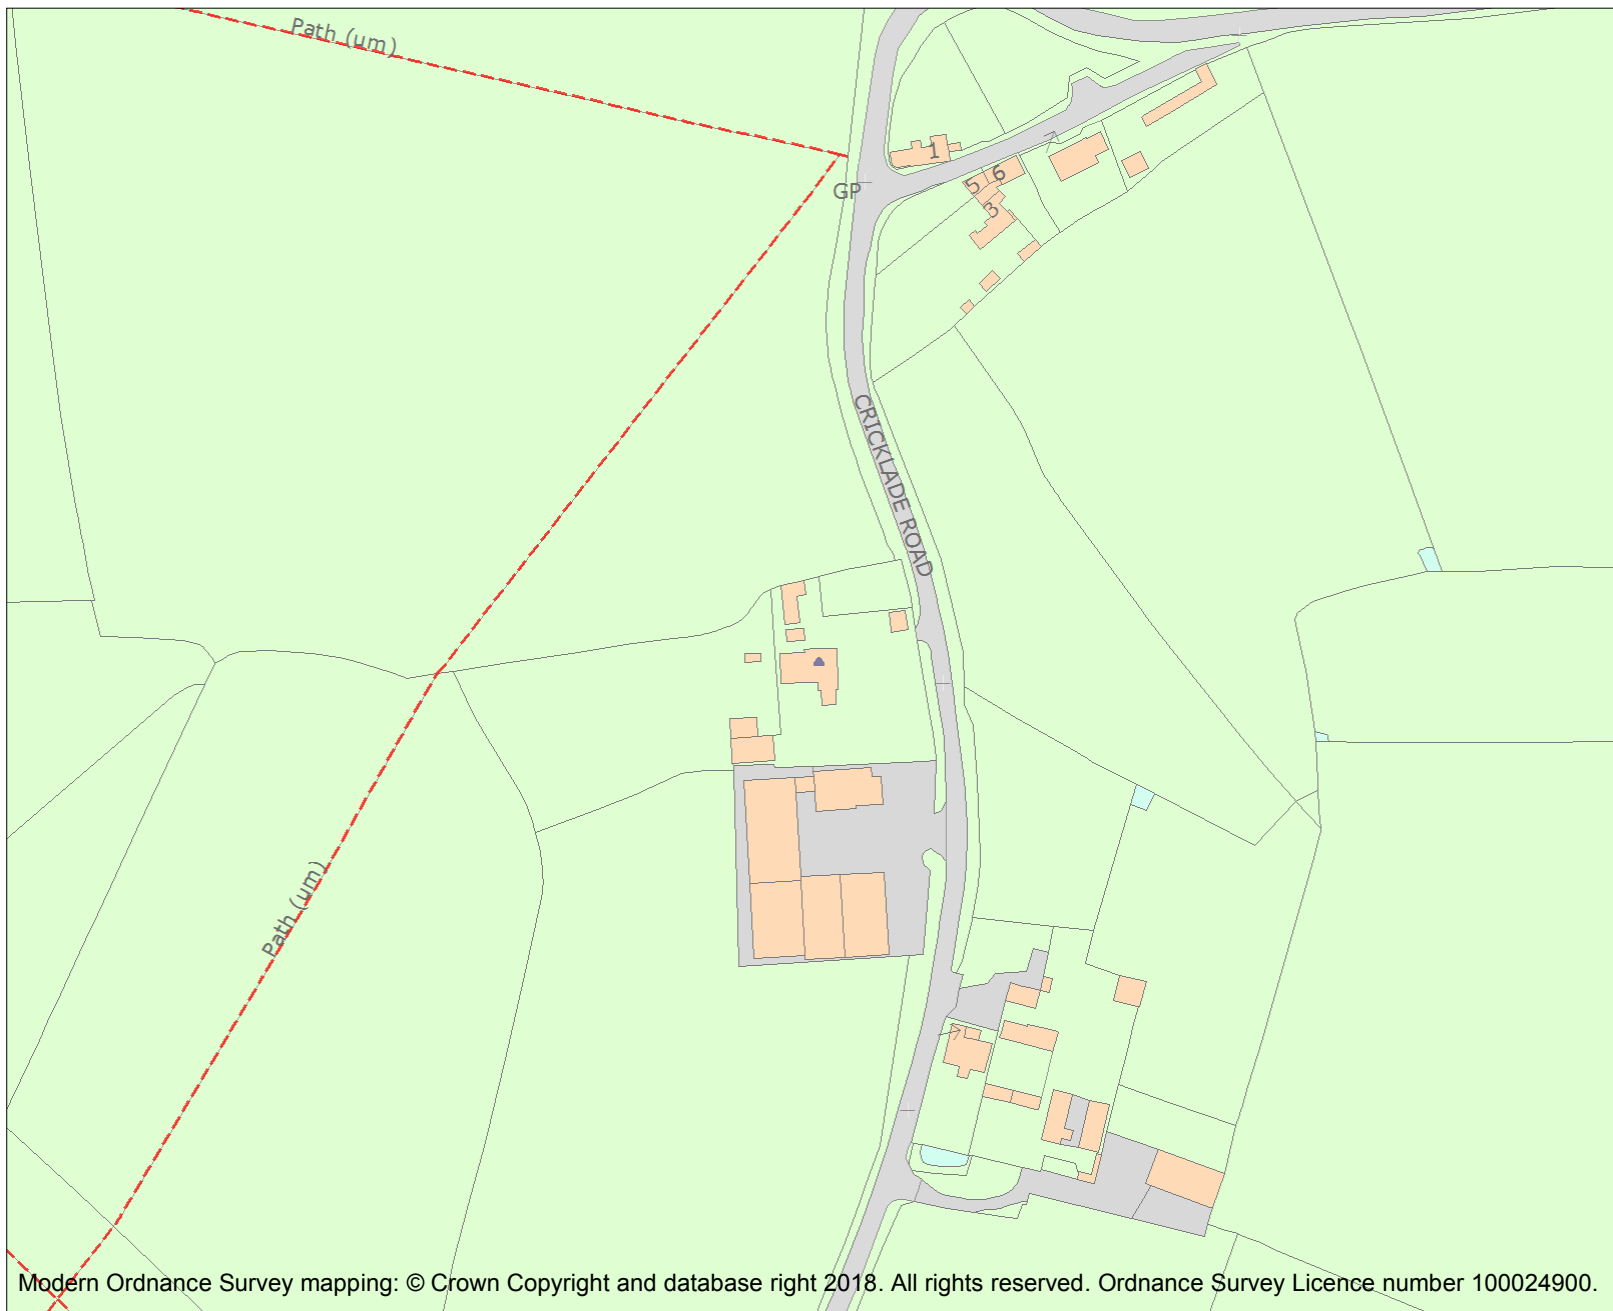 Path (um)
1
5
6
3
GP
CRICKLADE ROAD
Path (um)
Modern Ordnance Survey mapping: © Crown Copyright and database right 2018. All rights reserved. Ordnance Survey Licence number 100024900.